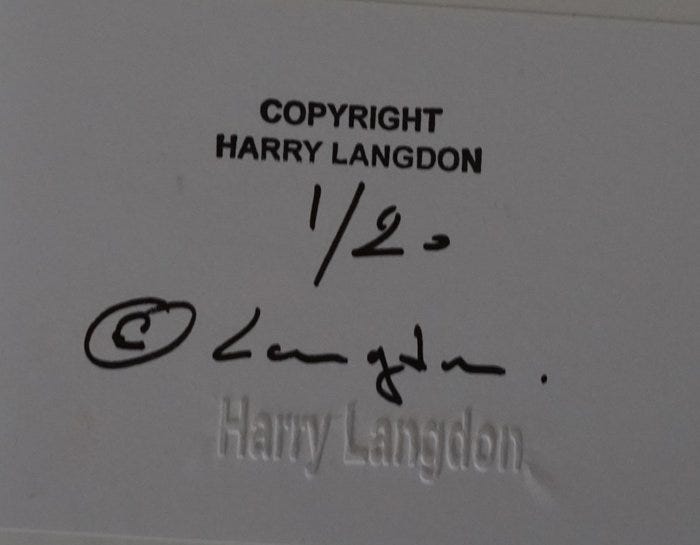 COPYRIGHT
HARRY LANGDON
1/20
© Langdon.
Harry Langdon